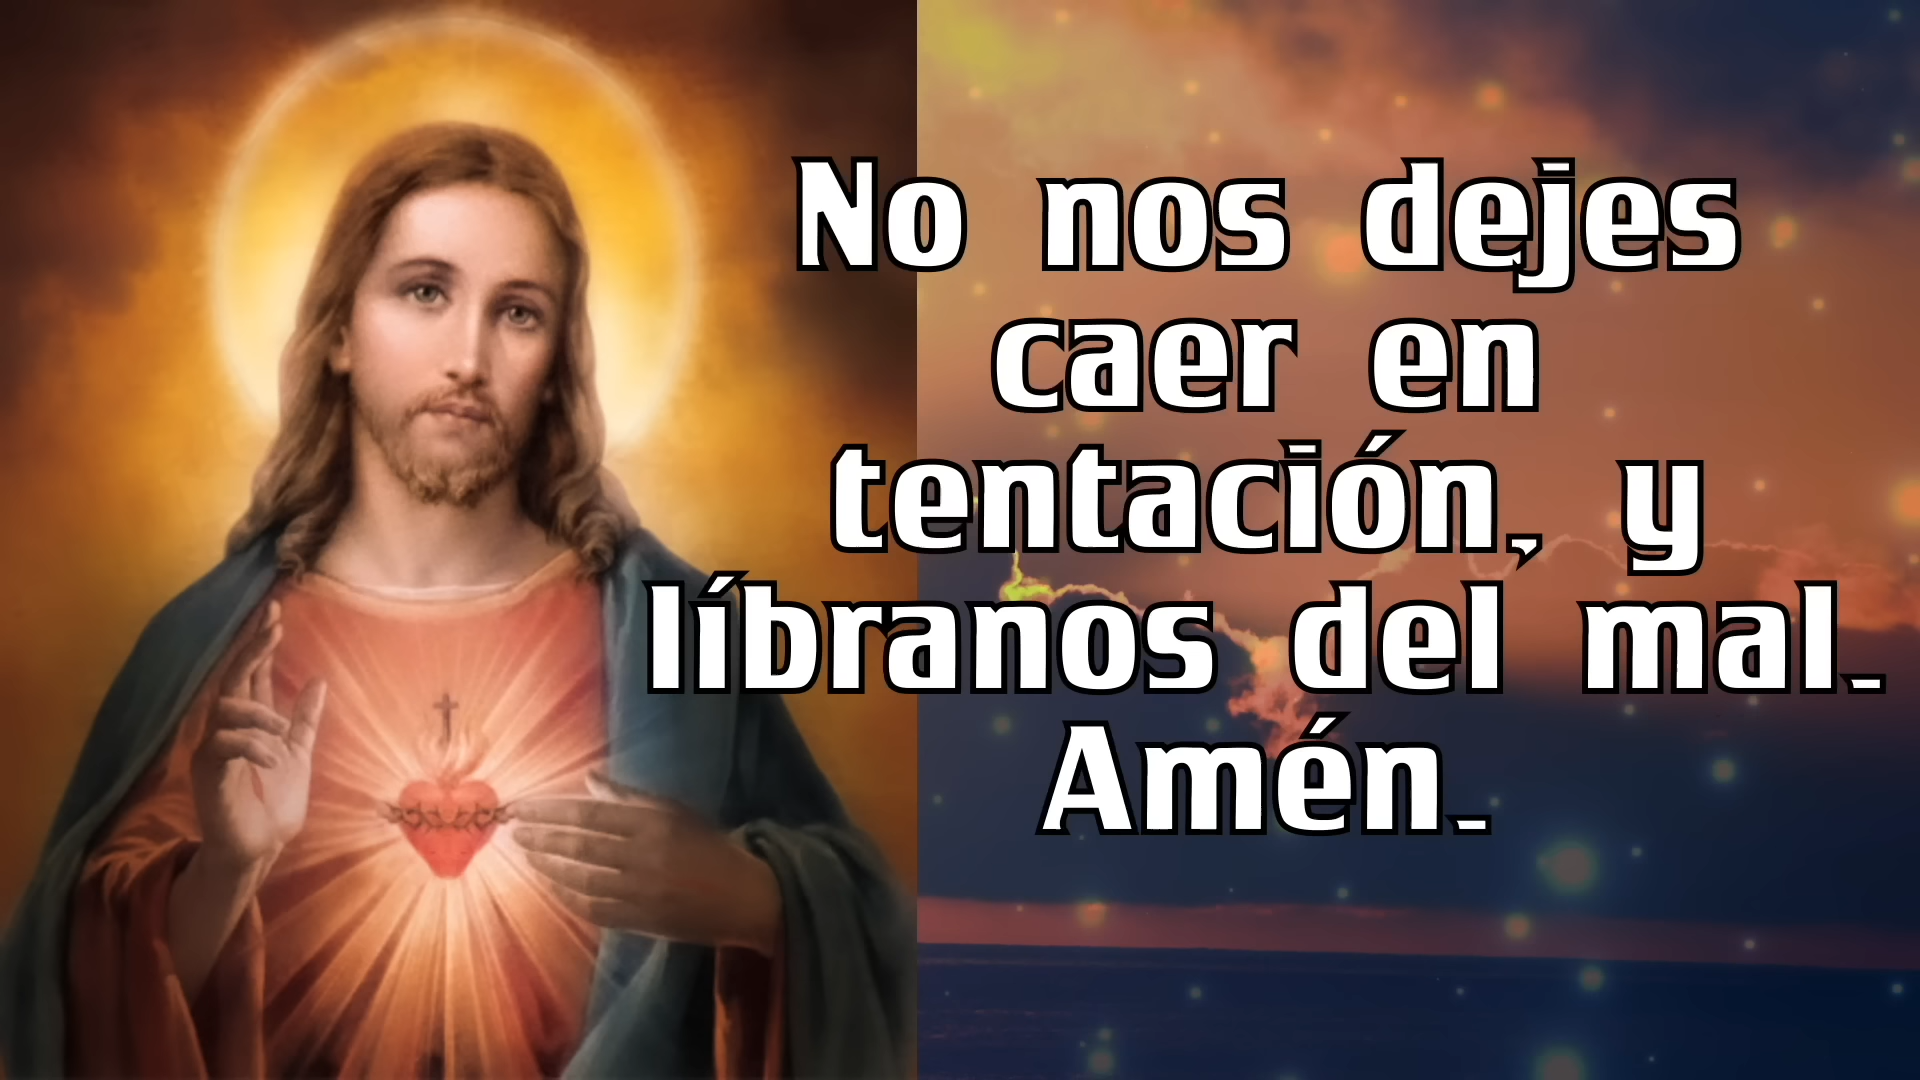 No nos dejes
caer en
tentación, y
líbranos del mal.
Amén.